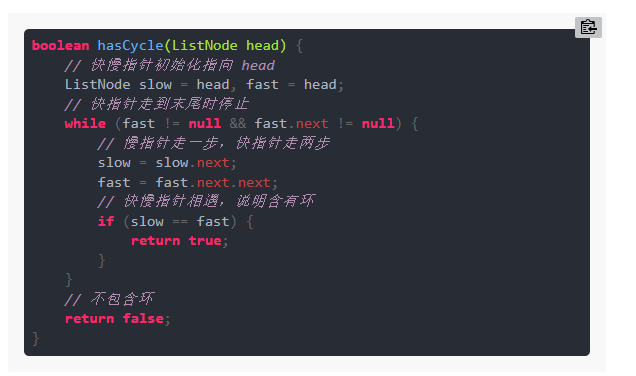 boolean hasCycle(ListNode head) {
    // 快慢指针初始化指向 head
    ListNode slow = head, fast = head;
    // 快指针走到末尾时停止
    while (fast != null && fast.next != null) {
        // 慢指针走一步，快指针走两步
        slow = slow.next;
        fast = fast.next.next;
        // 快慢指针相遇，说明含有环
        if (slow == fast) {
            return true;
        }
    }
    // 不包含环
    return false;
}